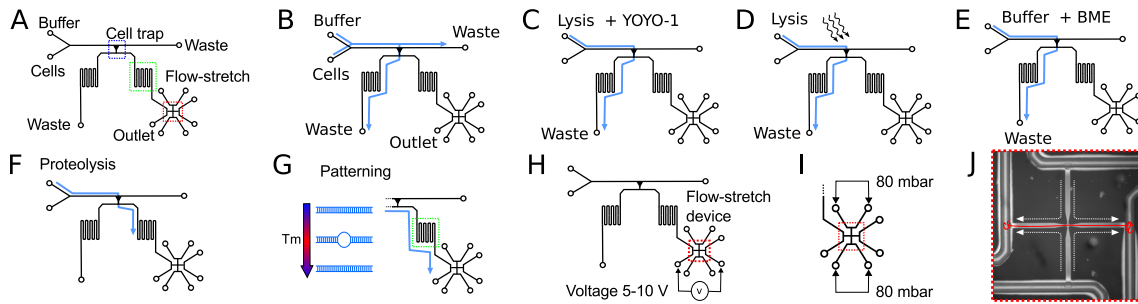 A
Buffer
Cell trap
Waste
Cells
Flow-stretch
Waste
Outlet
B
Buffer
Waste
Cells
Waste
Outlet
C
Lysis + YOYO-1
Waste
D
Lysis
Waste
E
Buffer + BME
Waste
F
Proteolysis
G
Patterning
Tm
H
Flow-stretch
device
Voltage 5-10 V
V
I
80 mbar
80 mbar
J